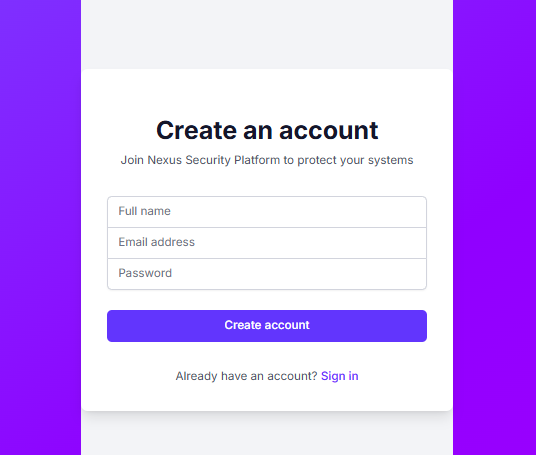 Create an account
Join Nexus Security Platform to protect your systems
Full name
Email address
Password
Create account
Already have an account? Sign in